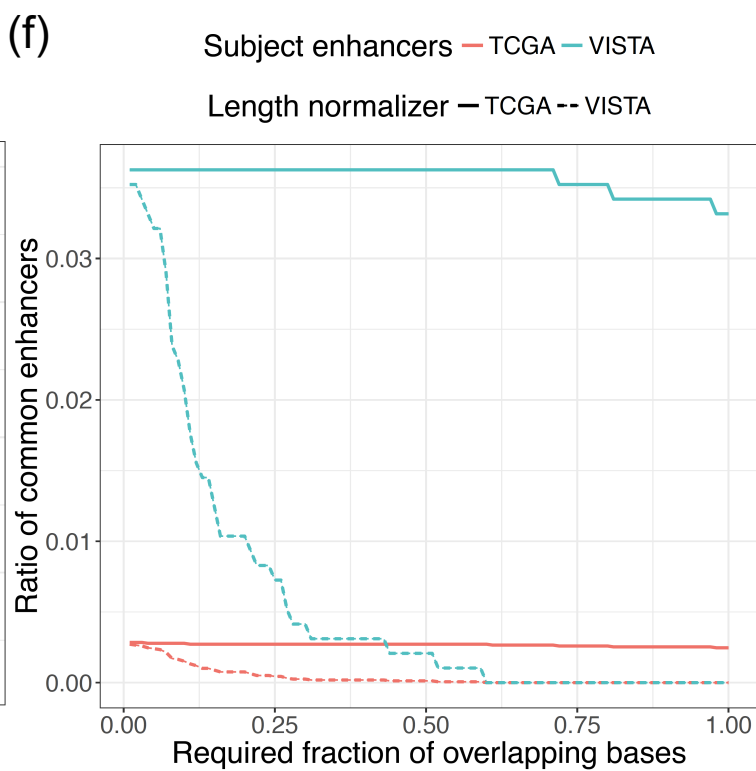 (f)
Subject enhancers TCGA VISTA
Length normalizer TCGA VISTA
Ratio of common enhancers
0.03
0.02
0.01
0.00
0.00 0.25 0.50 0.75 1.00
Required fraction of overlapping bases